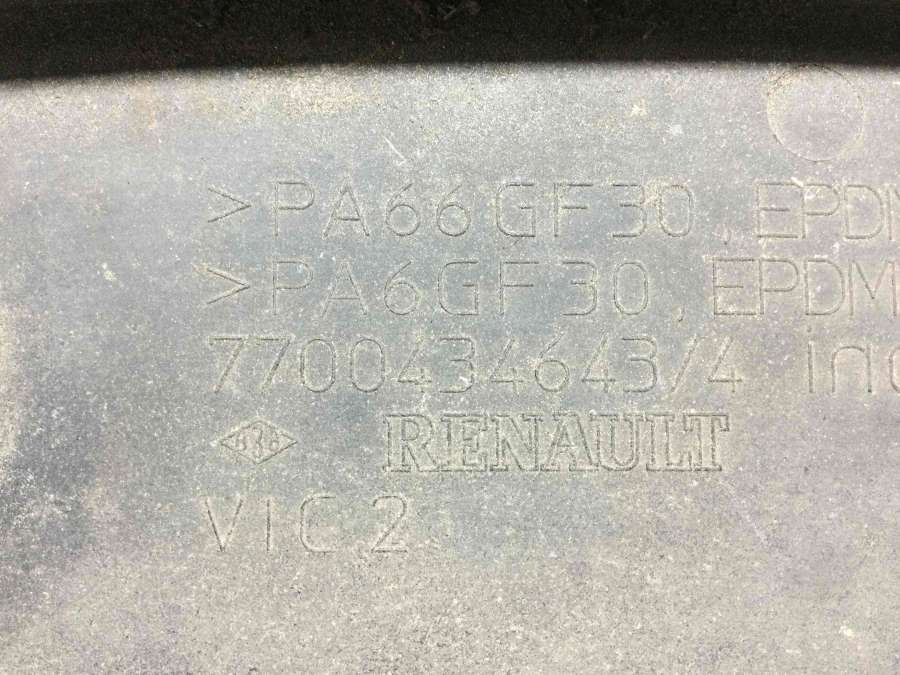 >PA66GF30,EPDM
>PA6GF30,EPDM
7700434643/4
RENAULT
VIC2